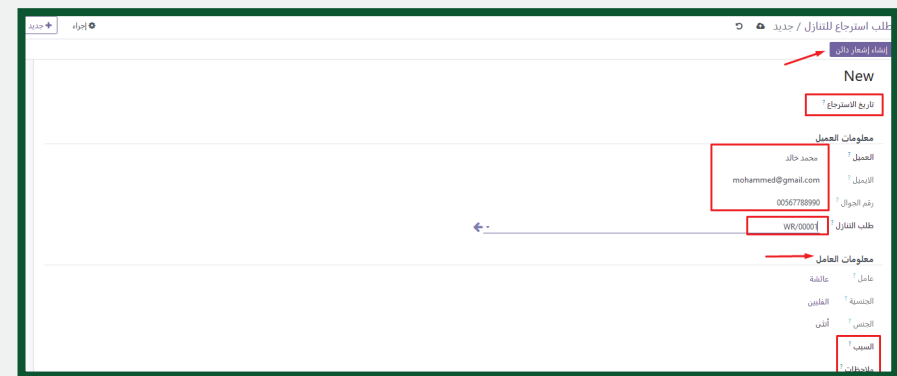 طلب استرجاع للتنازل / جديد
إجراء
جديد
إنشاء إشعار دائن
New
تاريخ الاسترجاع ?
معلومات العميل
العميل ? محمد خالد
الايميل ? mohammed@gmail.com
رقم الجوال ? 00567788990
طلب التنازل ? WR/00001
معلومات العامل
عامل ? عائشة
الجنسية ? الفلبين
الجنس ? أنثى
السبب ?
ملاحظات ?